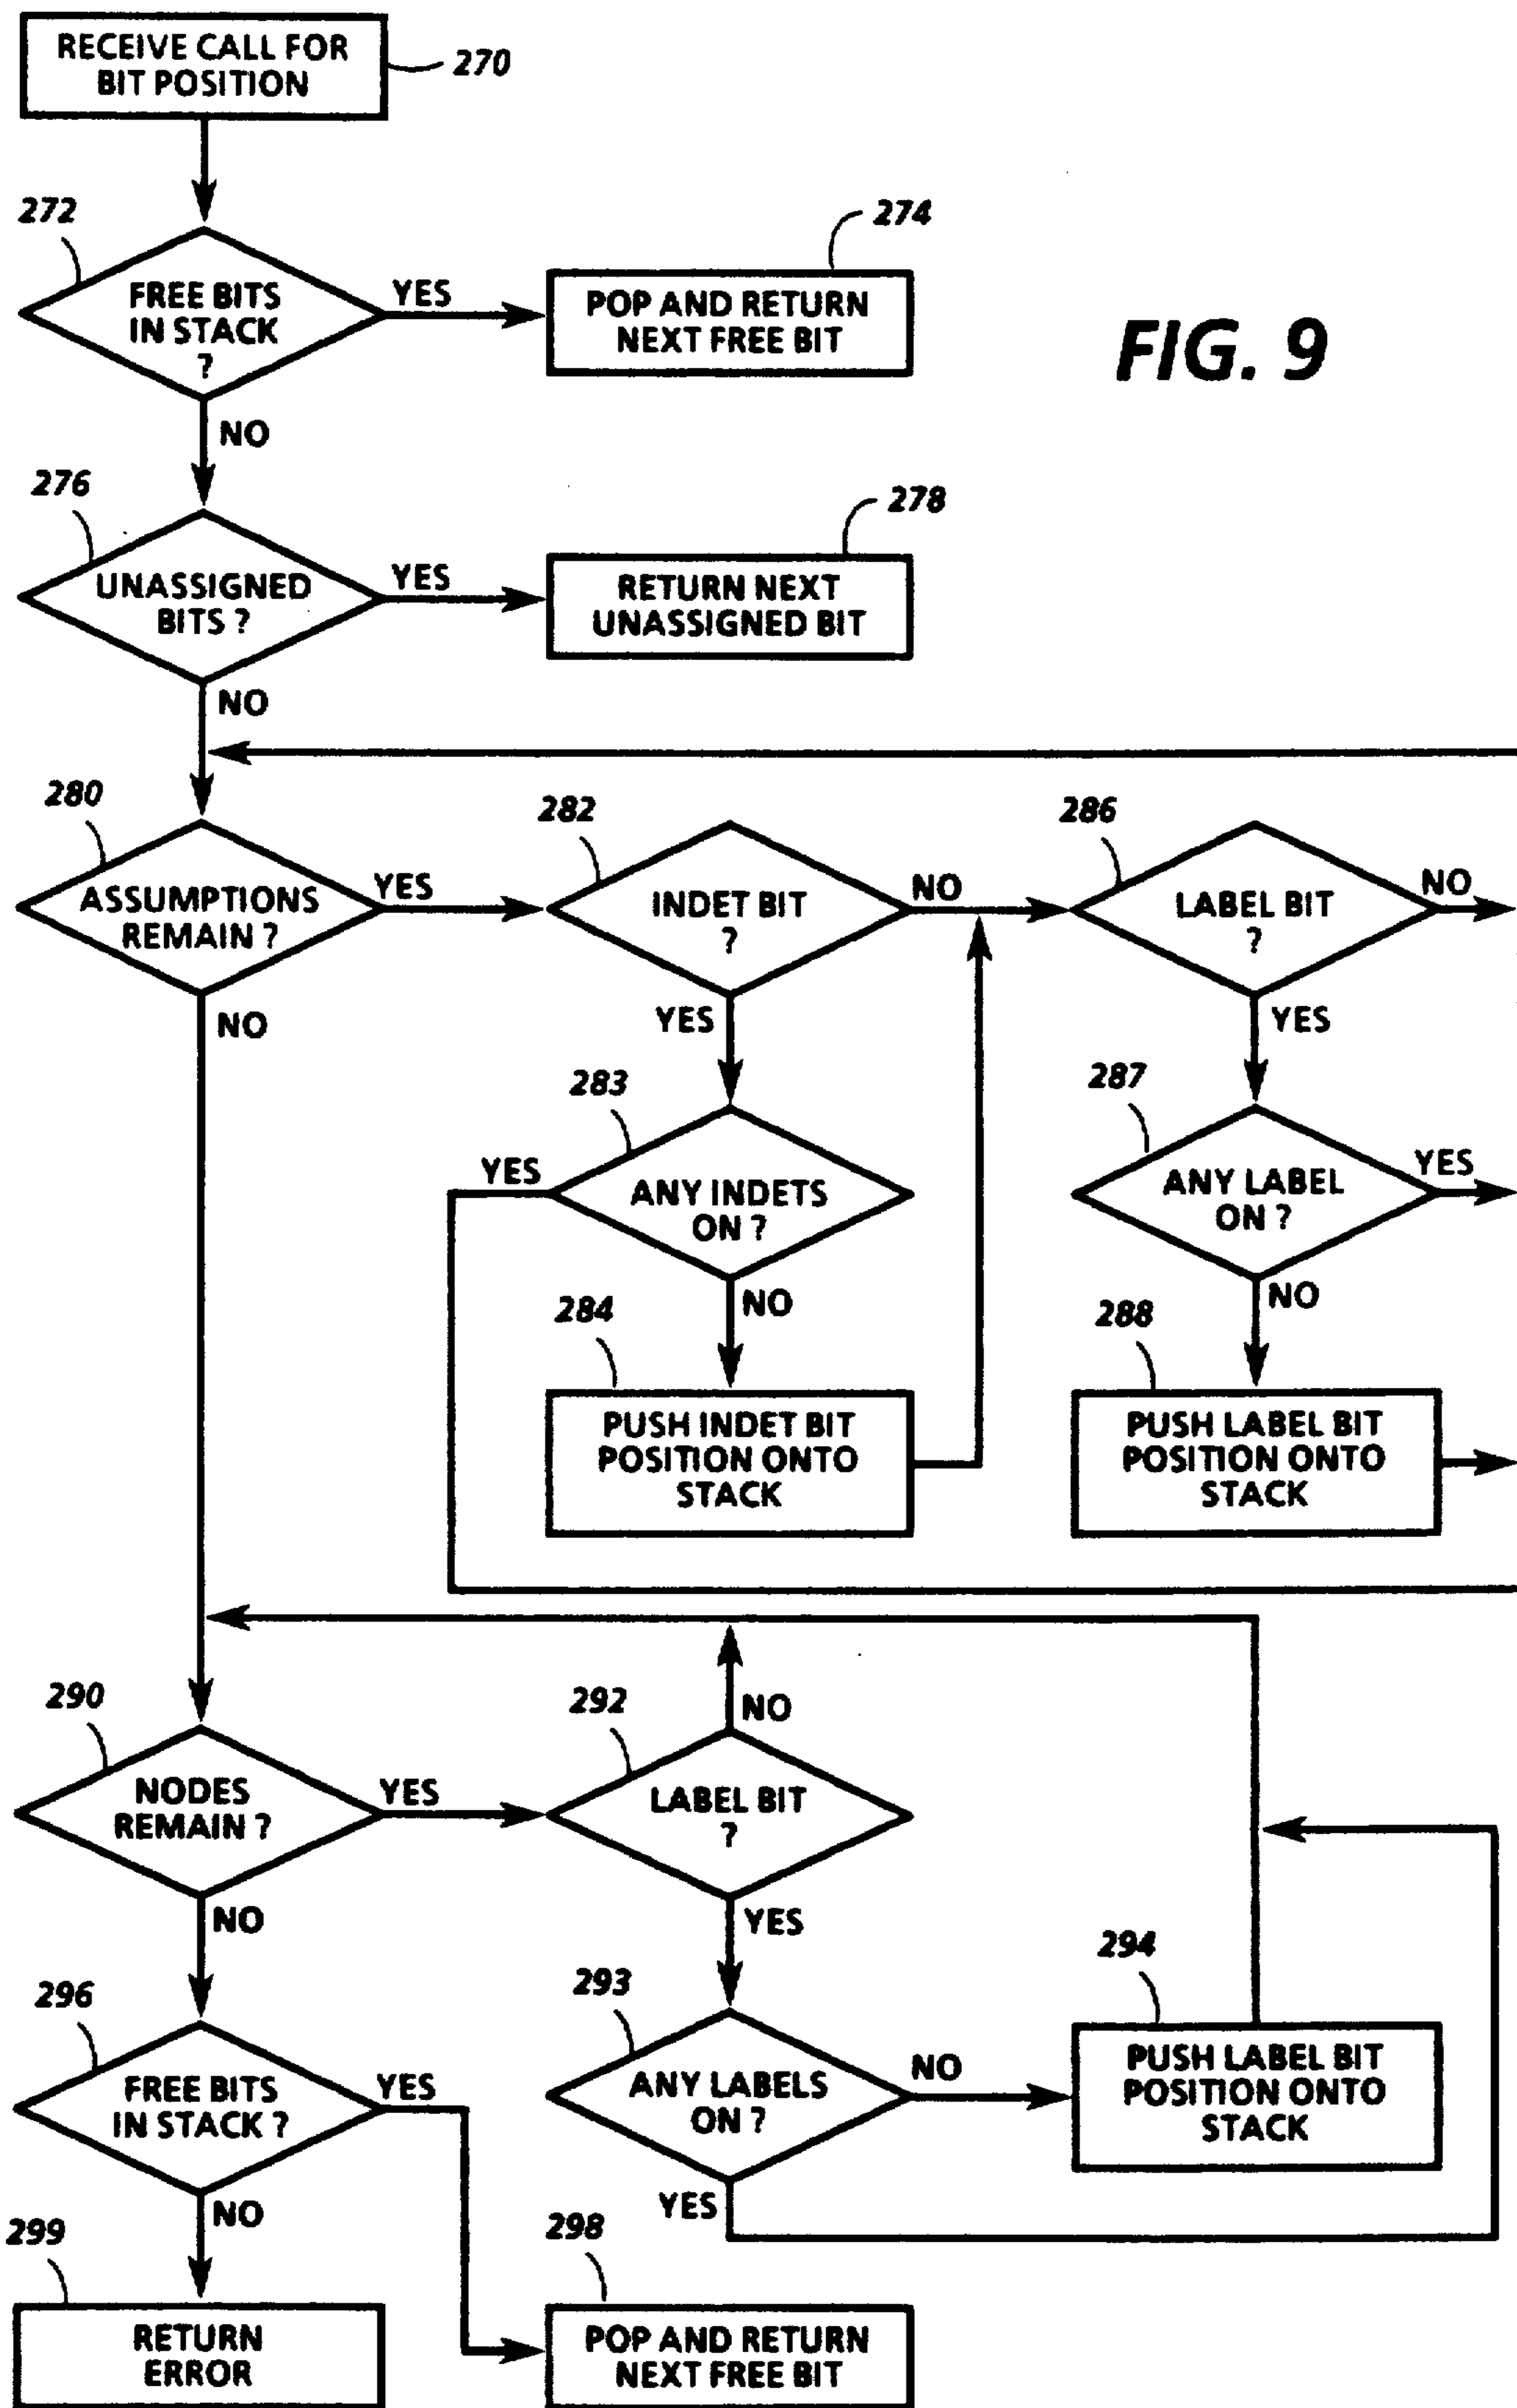 RECEIVE CALL FOR
BIT POSITION
270
272
FREE BITS
IN STACK
?
YES
274
POP AND RETURN
NEXT FREE BIT
FIG. 9
NO
276
UNASSIGNED
BITS ?
YES
278
RETURN NEXT
UNASSIGNED BIT
NO
280
ASSUMPTIONS
REMAIN ?
YES
282
INDET BIT
?
NO
286
LABEL BIT
?
NO
NO
YES
YES
283
ANY INDETS
ON ?
YES
287
ANY LABEL
ON ?
YES
NO
NO
284
PUSH INDET BIT
POSITION ONTO
STACK
288
PUSH LABEL BIT
POSITION ONTO
STACK
290
NODES
REMAIN ?
YES
292
NO
LABEL BIT
?
NO
YES
296
FREE BITS
IN STACK ?
YES
293
ANY LABELS
ON ?
NO
294
PUSH LABEL BIT
POSITION ONTO
STACK
YES
NO
299
RETURN
ERROR
298
POP AND RETURN
NEXT FREE BIT